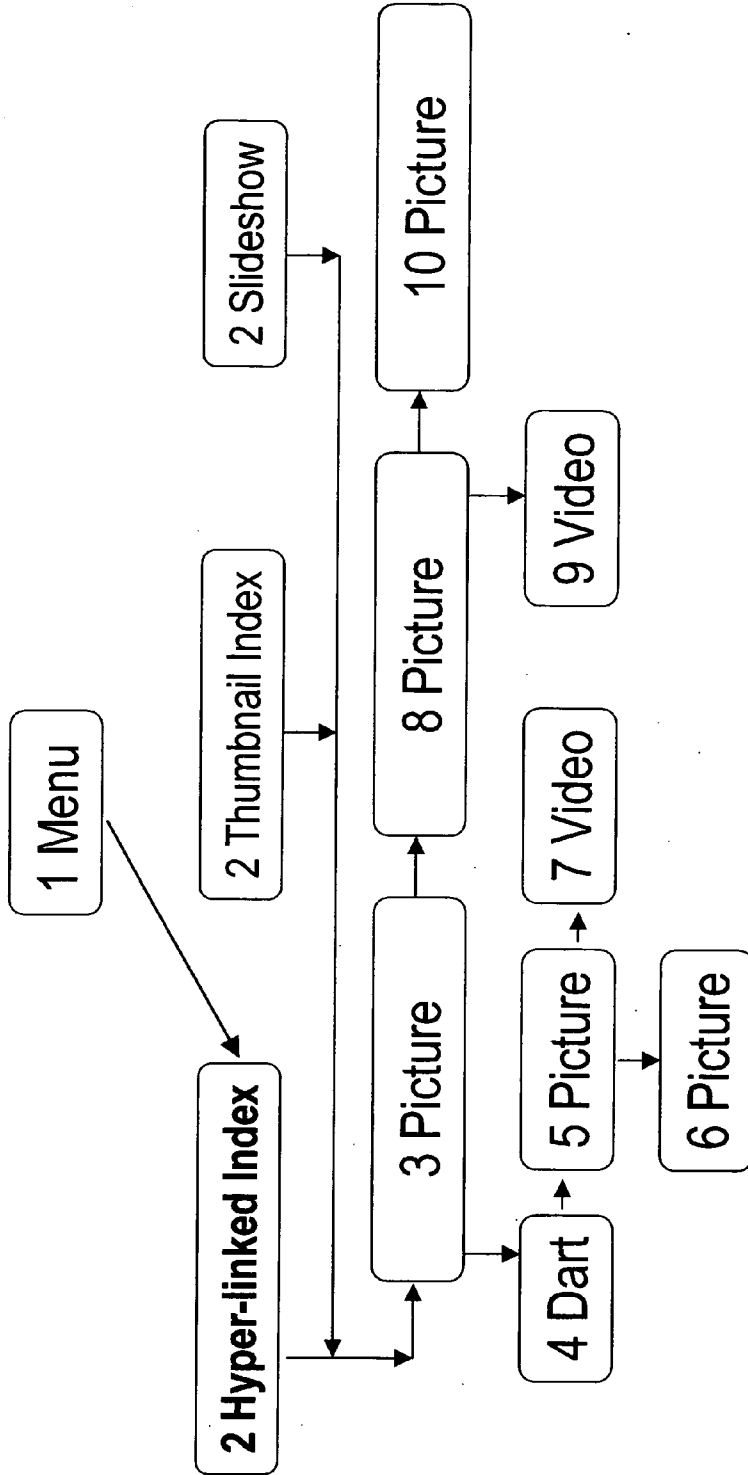 1 Menu
2 Hyper-linked Index
2 Thumbnail Index
2 Slideshow
3 Picture
8 Picture
10 Picture
4 Dart
5 Picture
7 Video
9 Video
6 Picture